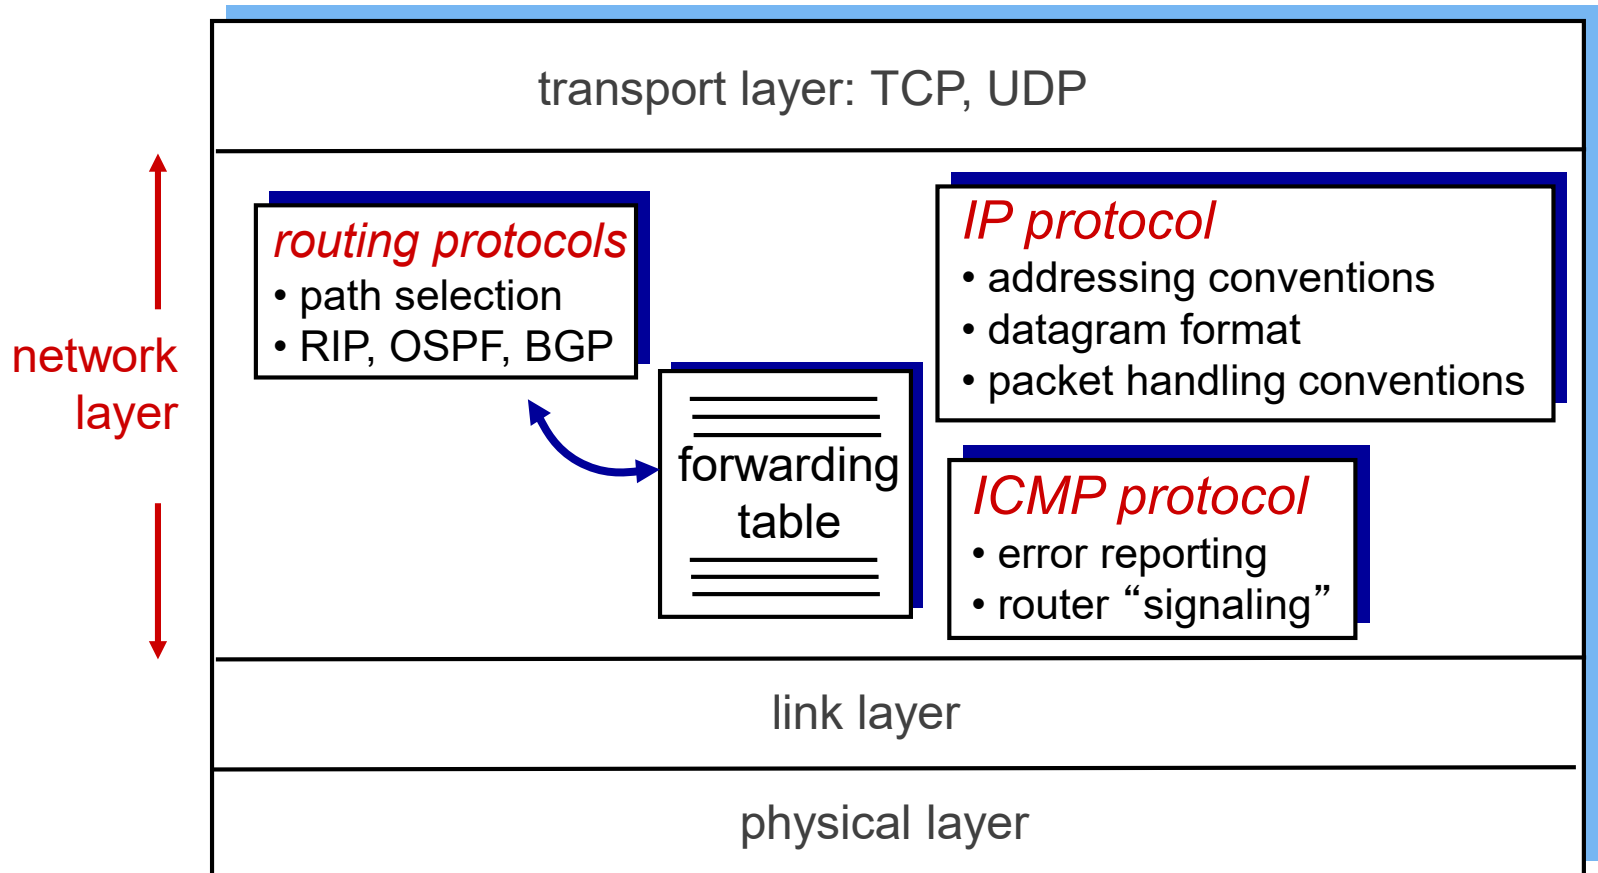 transport layer: TCP, UDP
network
layer
routing protocols
• path selection
• RIP, OSPF, BGP
forwarding
table
IP protocol
• addressing conventions
• datagram format
• packet handling conventions
ICMP protocol
• error reporting
• router “signaling”
link layer
physical layer